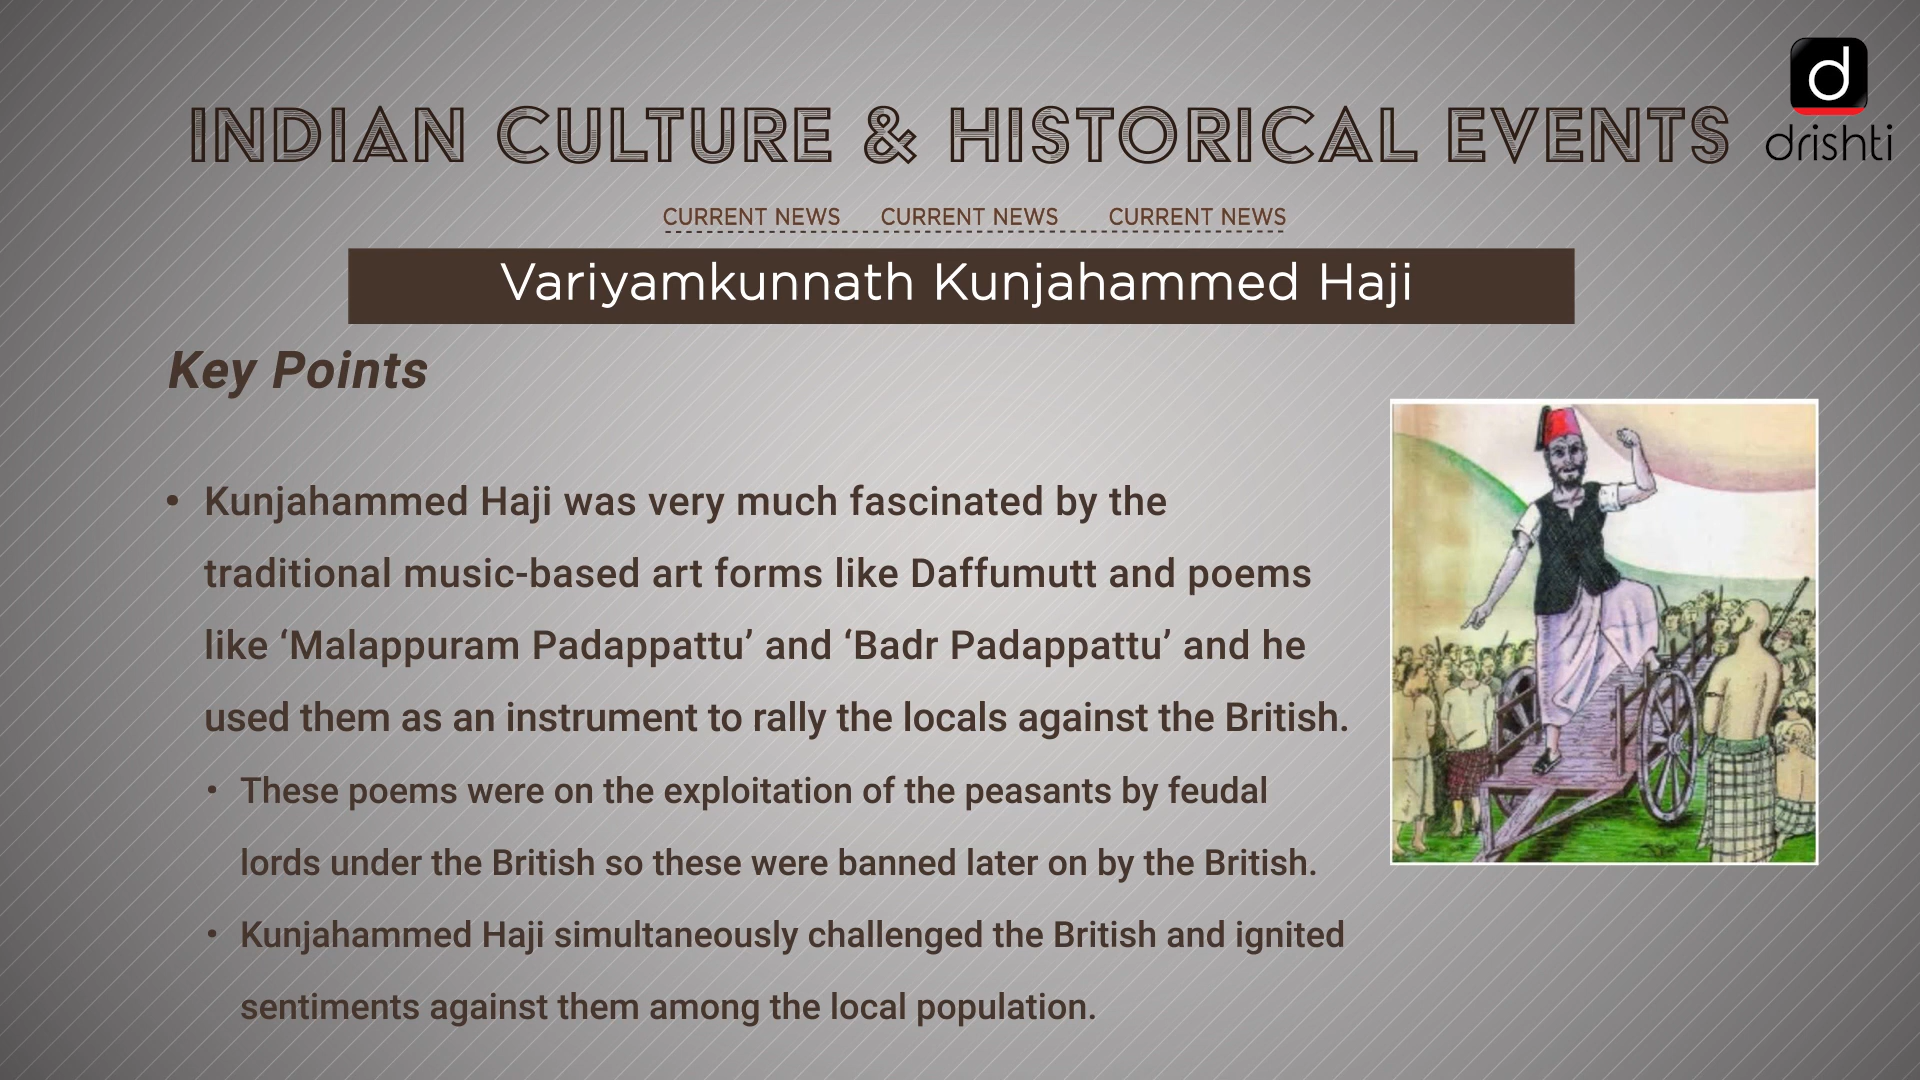 INDIAN CULTURE & HISTORICAL EVENTS
d
drishti
CURRENT NEWS CURRENT NEWS CURRENT NEWS
Variyamkunnath Kunjahammed Haji
Key Points
• Kunjahammed Haji was very much fascinated by the
traditional music-based art forms like Daffumutt and poems
like ‘Malappuram Padappattu’ and ‘Badr Padappattu’ and he
used them as an instrument to rally the locals against the British.
• These poems were on the exploitation of the peasants by feudal
lords under the British so these were banned later on by the British.
• Kunjahammed Haji simultaneously challenged the British and ignited
sentiments against them among the local population.